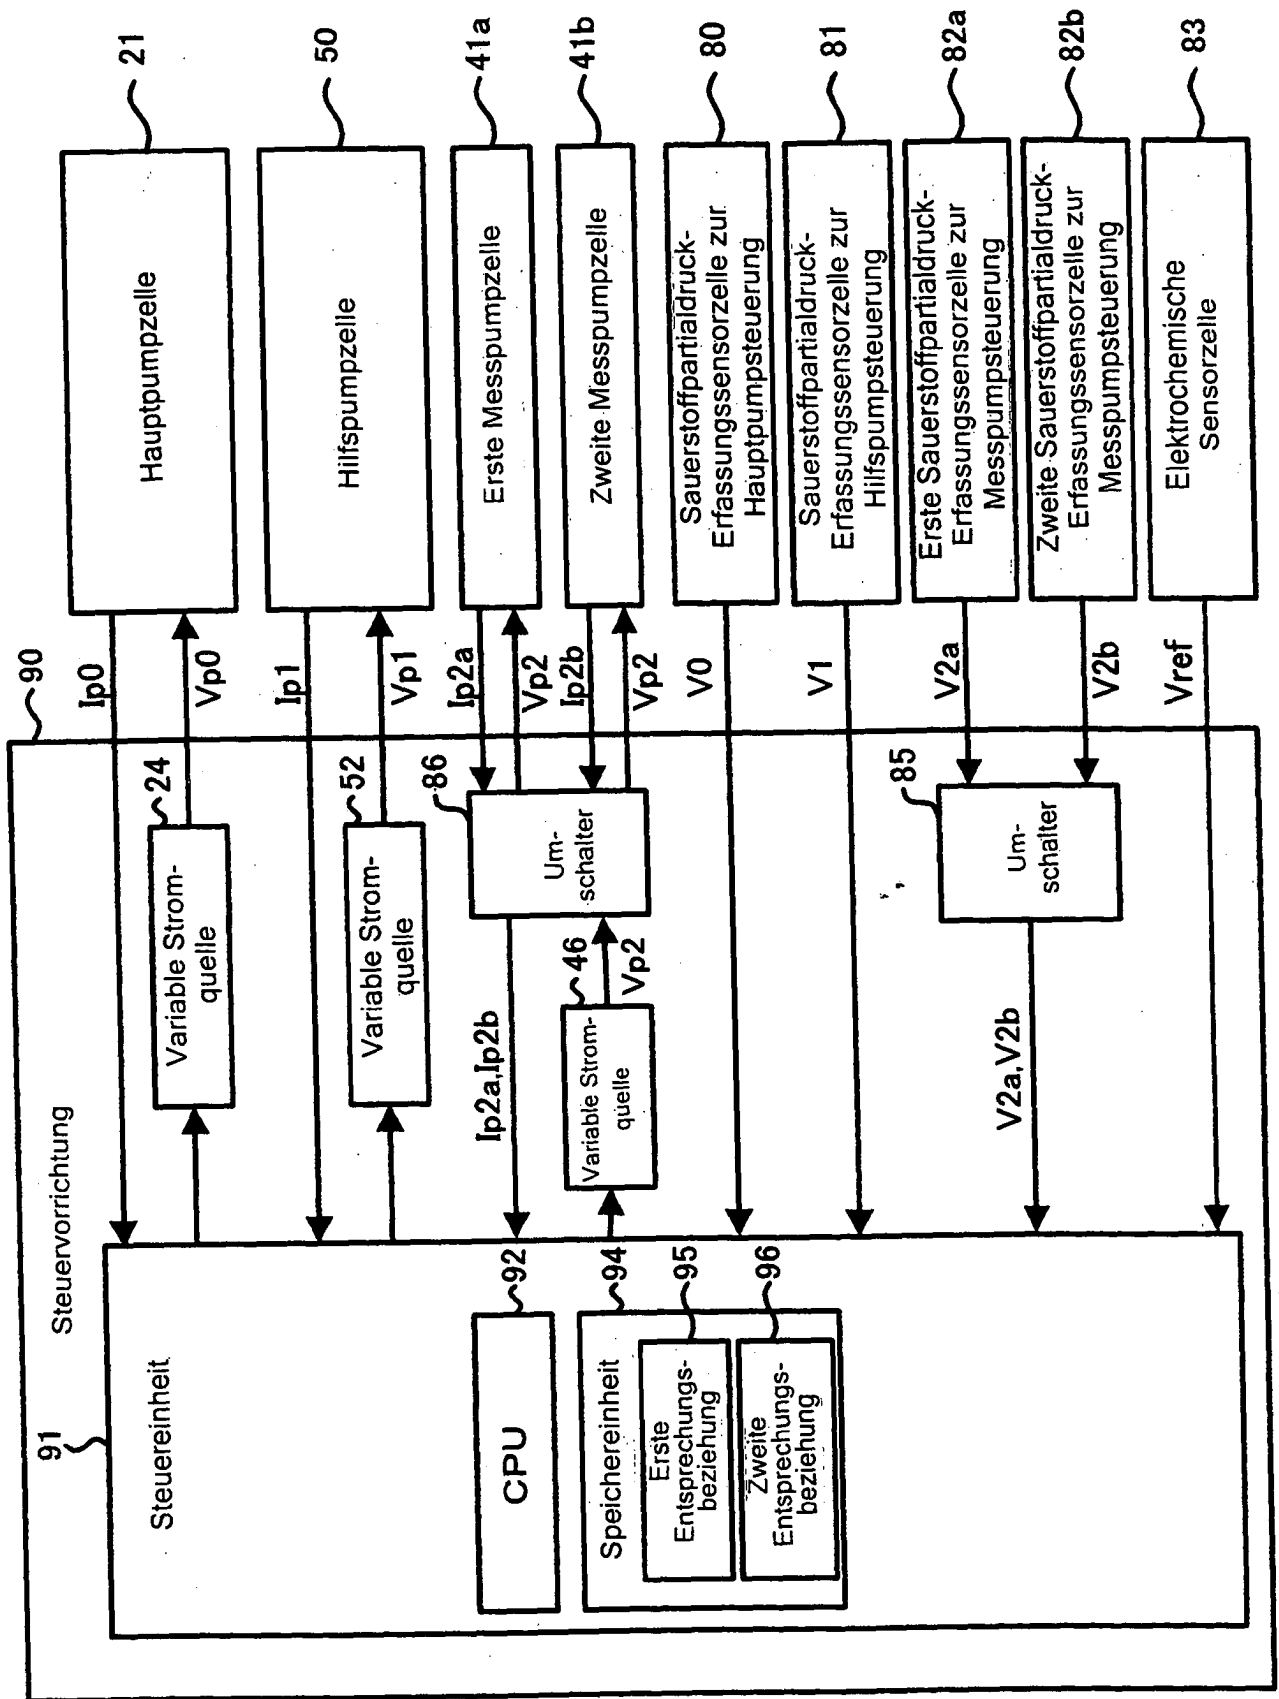 90
Steuervorrichtung
91
Steuereinheit
CPU
92
Speichereinheit
94
Erste
Entsprechungs-
beziehung
95
Zweite
Entsprechungs-
beziehung
96
Variable Strom-
quelle
24
Variable Strom-
quelle
52
Ip2a,Ip2b
Variable Strom-
quelle
46
Vp2
Um-
schalter
86
V2a,V2b
Um-
schalter
85
Ip0
Vp0
Ip1
Vp1
Ip2a
Vp2
Ip2b
Vp2
V0
V1
V2a
V2b
Vref
Hauptpumpzelle
21
Hilfspumpzelle
50
Erste Messpumpzelle
41a
Zweite Messpumpzelle
41b
Sauerstoffpartialdruck-
Erfassungssensorzelle zur
Hauptpumpsteuerung
80
Sauerstoffpartialdruck-
Erfassungssensorzelle zur
Hilfspumpsteuerung
81
Erste Sauerstoffpartialdruck-
Erfassungssensorzelle zur
Messpumpsteuerung
82a
Zweite Sauerstoffpartialdruck-
Erfassungssensorzelle zur
Messpumpsteuerung
82b
Elektrochemische
Sensorzelle
83